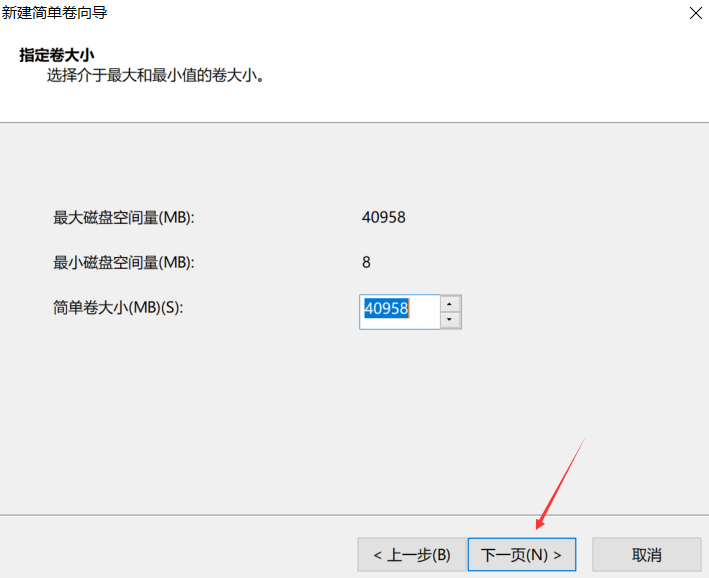 新建简单卷向导
指定卷大小
选择介于最大和最小值的卷大小。
最大磁盘空间量(MB): 40958
最小磁盘空间量(MB): 8
简单卷大小(MB)(S): 40958
< 上一步(B) 下一页(N) > 取消